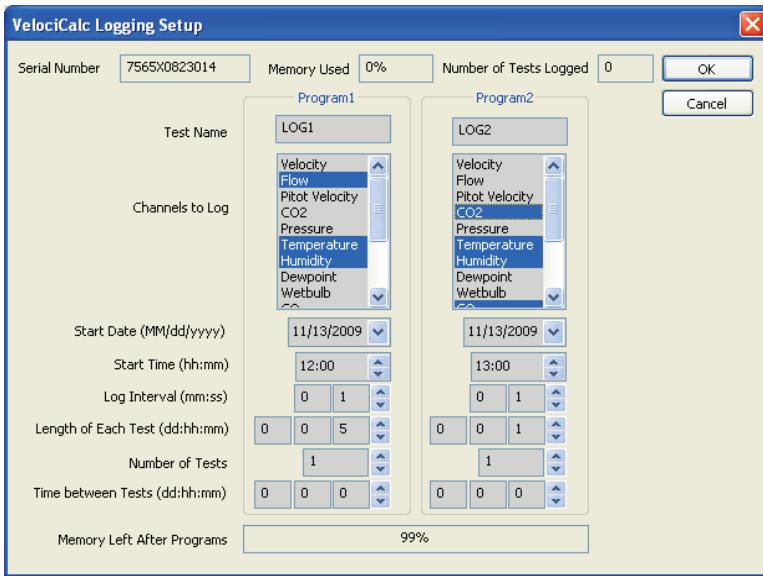 VelociCalc Logging Setup
Serial Number 7565X0823014 Memory Used 0% Number of Tests Logged 0 OK
Cancel
Program1 Program2
Test Name LOG1 LOG2
Channels to Log
Velocity
Flow
Pitot Velocity
CO2
Pressure
Temperature
Humidity
Dewpoint
Wetbulb
CO
Velocity
Flow
Pitot Velocity
CO2
Pressure
Temperature
Humidity
Dewpoint
Wetbulb
CO
Start Date (MM/dd/yyyy) 11/13/2009 11/13/2009
Start Time (hh:mm) 12:00 13:00
Log Interval (mm:ss) 0 1 0 1
Length of Each Test (dd:hh:mm) 0 0 5 0 0 1
Number of Tests 1 1
Time between Tests (dd:hh:mm) 0 0 0 0 0 0
Memory Left After Programs 99%